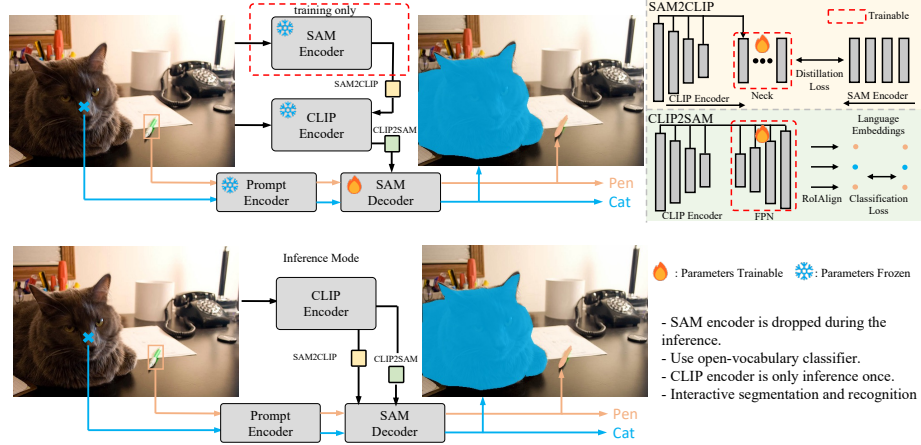 training only
SAM
Encoder
SAM2CLIP
CLIP
Encoder
CLIP2SAM
Prompt
Encoder
SAM
Decoder
Pen
Cat
SAM2CLIP
Trainable
CLIP Encoder
Neck
Distillation
Loss
SAM Encoder
CLIP2SAM
Language
Embeddings
CLIP Encoder
FPN
RoIAlign
Classification
Loss
Inference Mode
CLIP
Encoder
SAM2CLIP
CLIP2SAM
Prompt
Encoder
SAM
Decoder
Pen
Cat
: Parameters Trainable
: Parameters Frozen
- SAM encoder is dropped during the
inference.
- Use open-vocabulary classifier.
- CLIP encoder is only inference once.
- Interactive segmentation and recognition